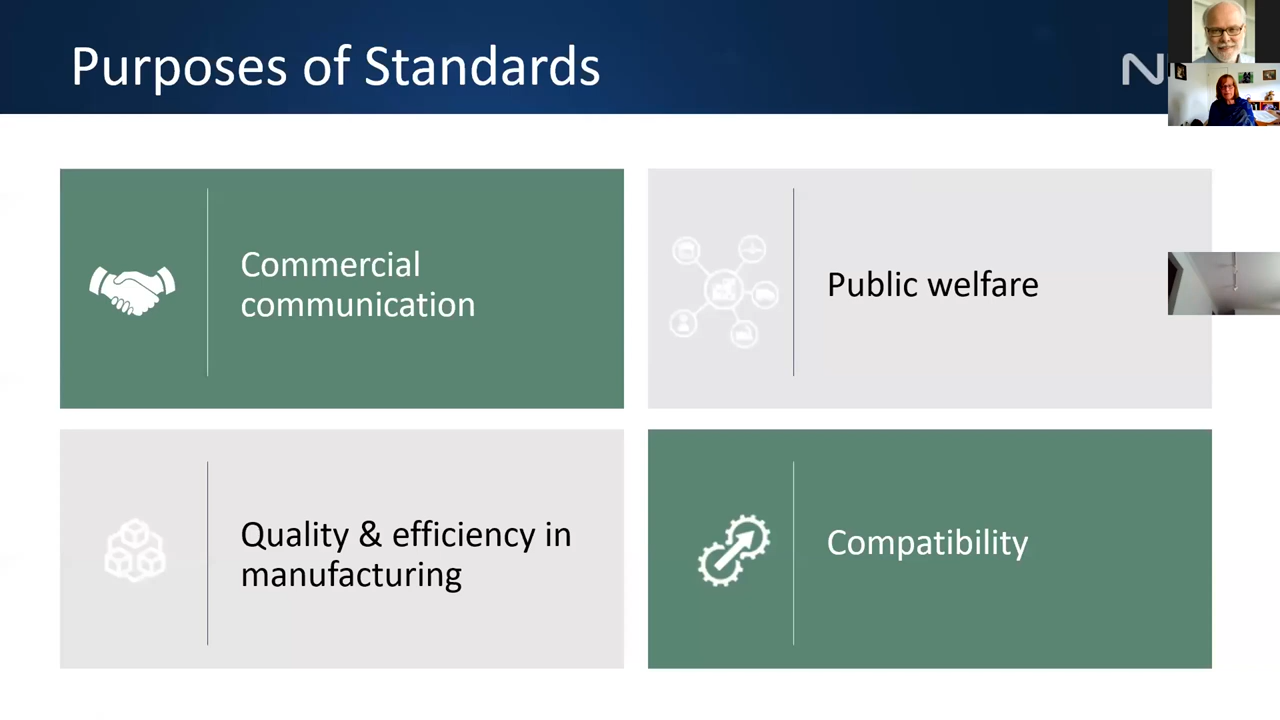 Purposes of Standards
Commercial
communication
Public welfare
Quality & efficiency in
manufacturing
Compatibility